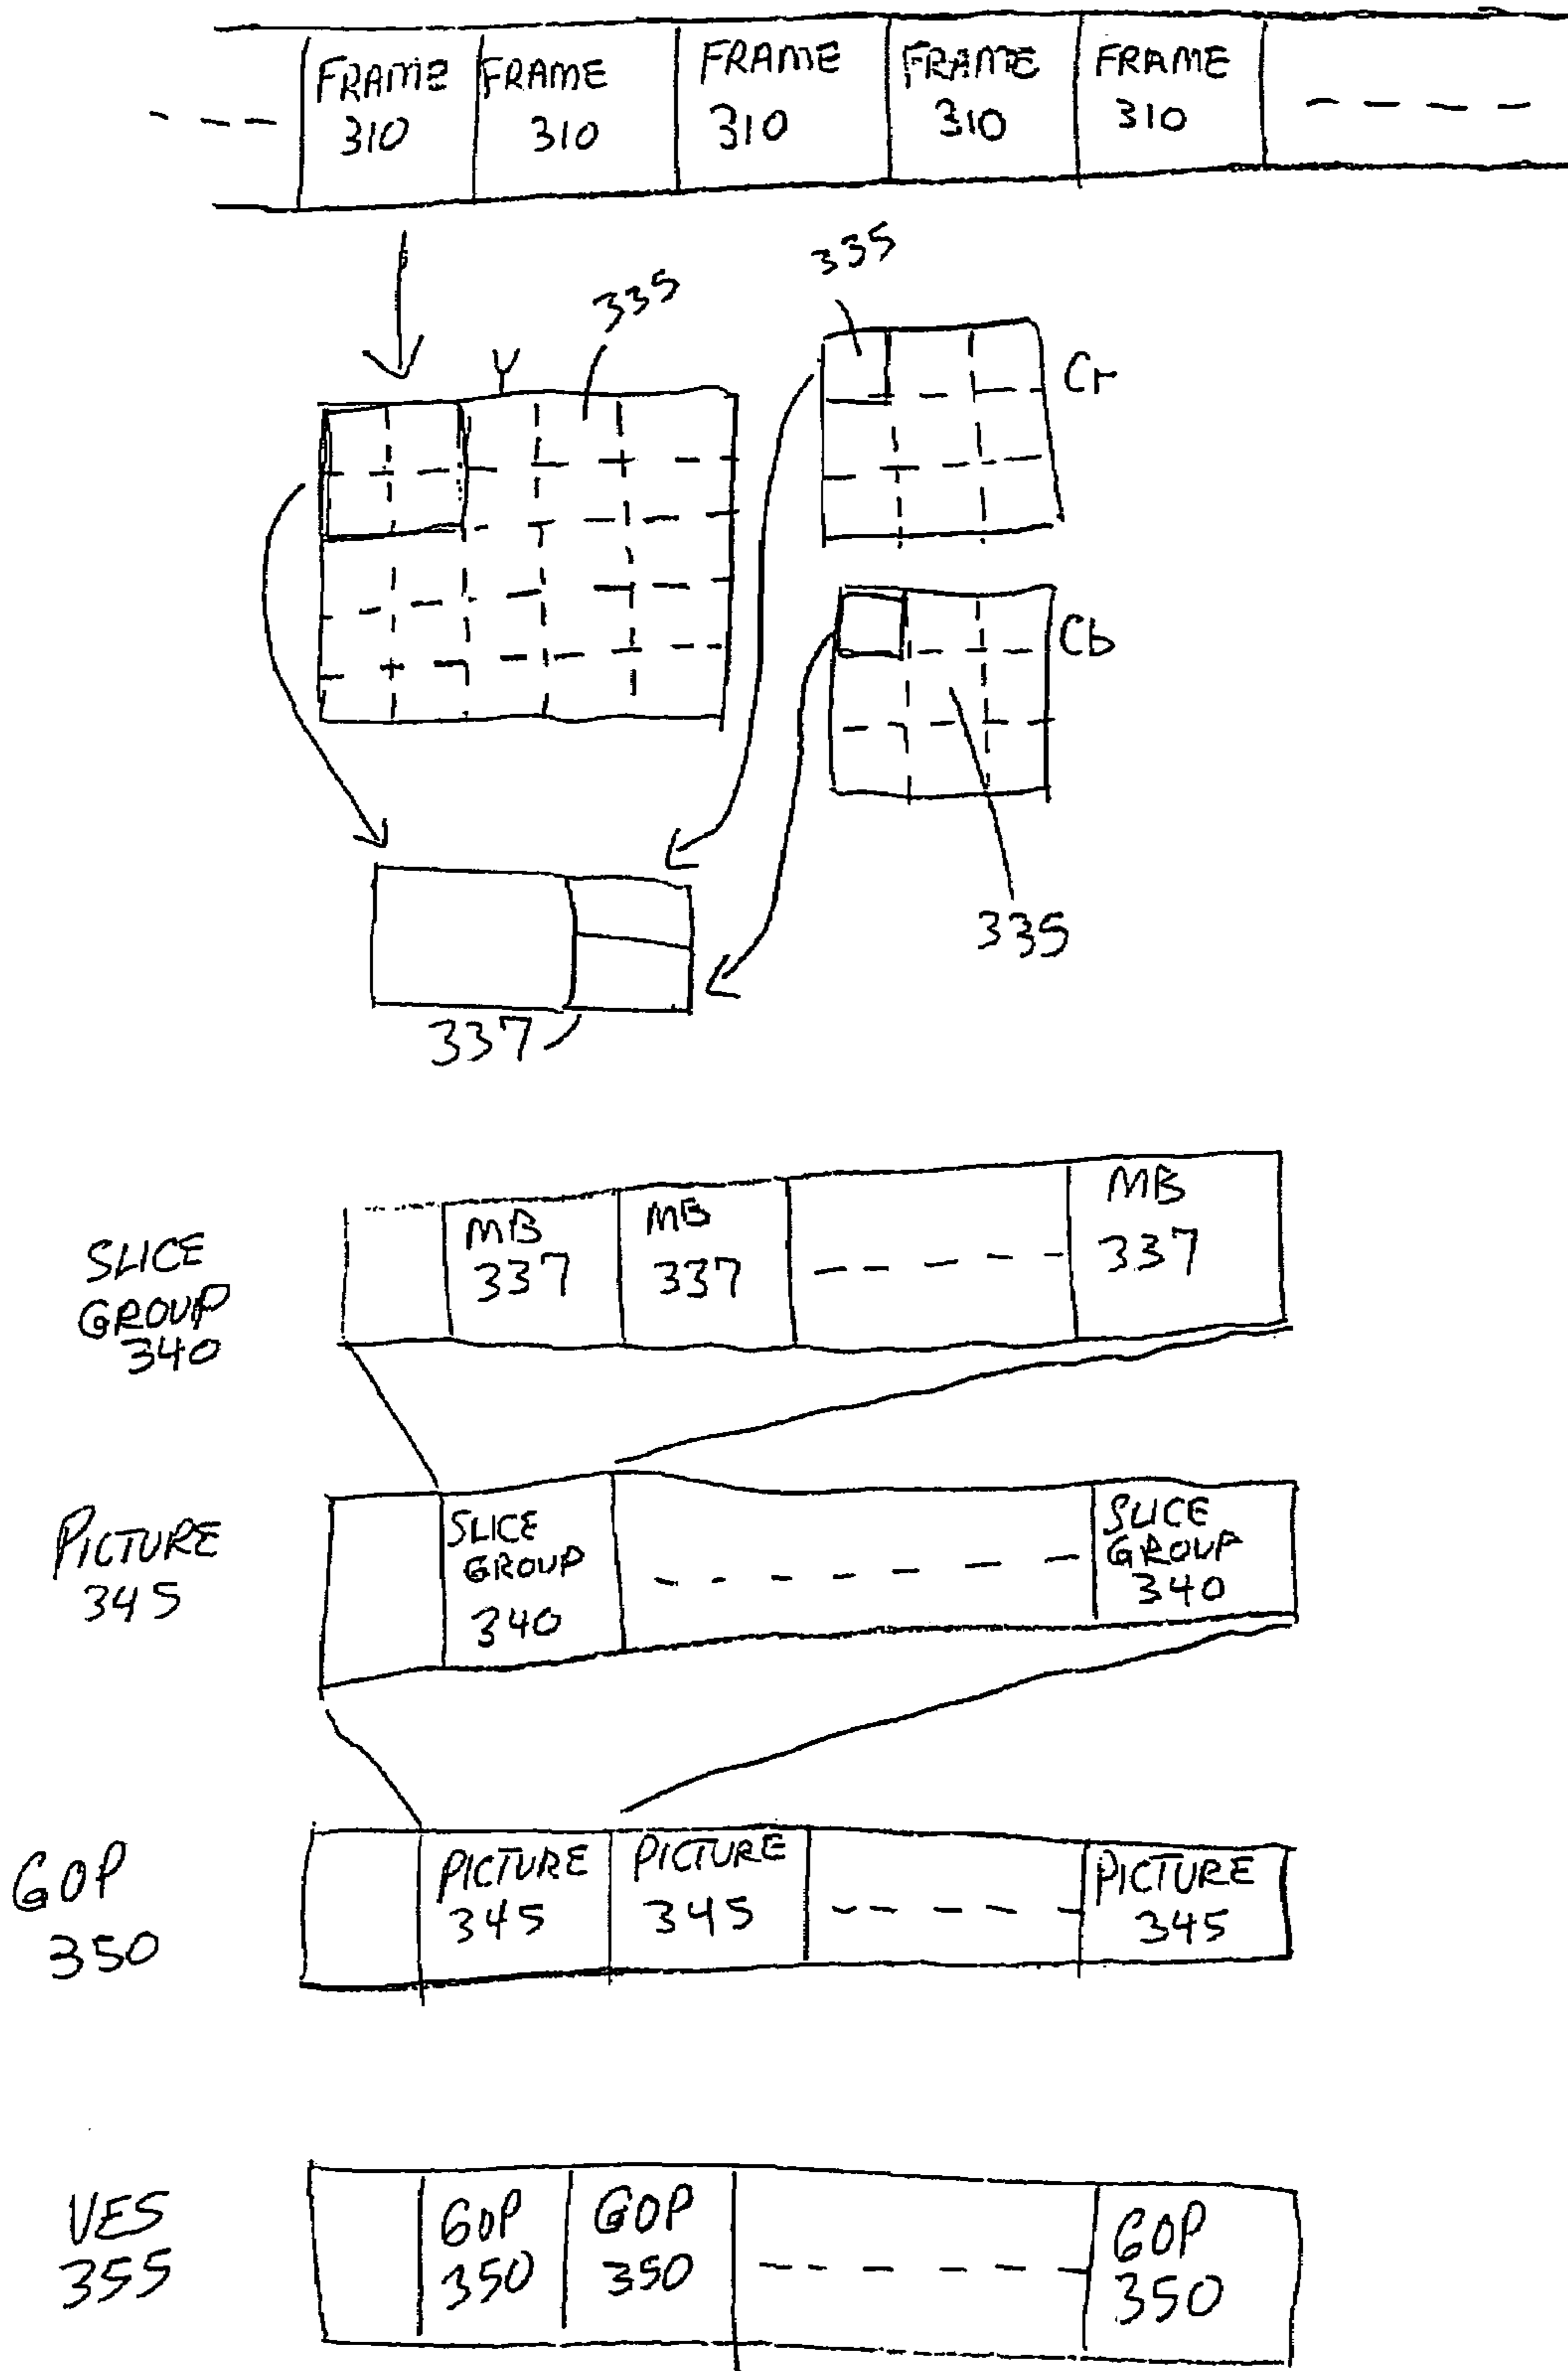 FRAME FRAME FRAME FRAME FRAME
310 310 310 310 310
335
335
Y
Cr
Cb
335
337
MB MB MB
337 337 337
SLICE
GROUP
340
PICTURE
345
SLICE
GROUP
340
SLICE
GROUP
340
GOP
350
PICTURE PICTURE PICTURE
345 345 345
VES
355
GOP GOP GOP
350 350 350